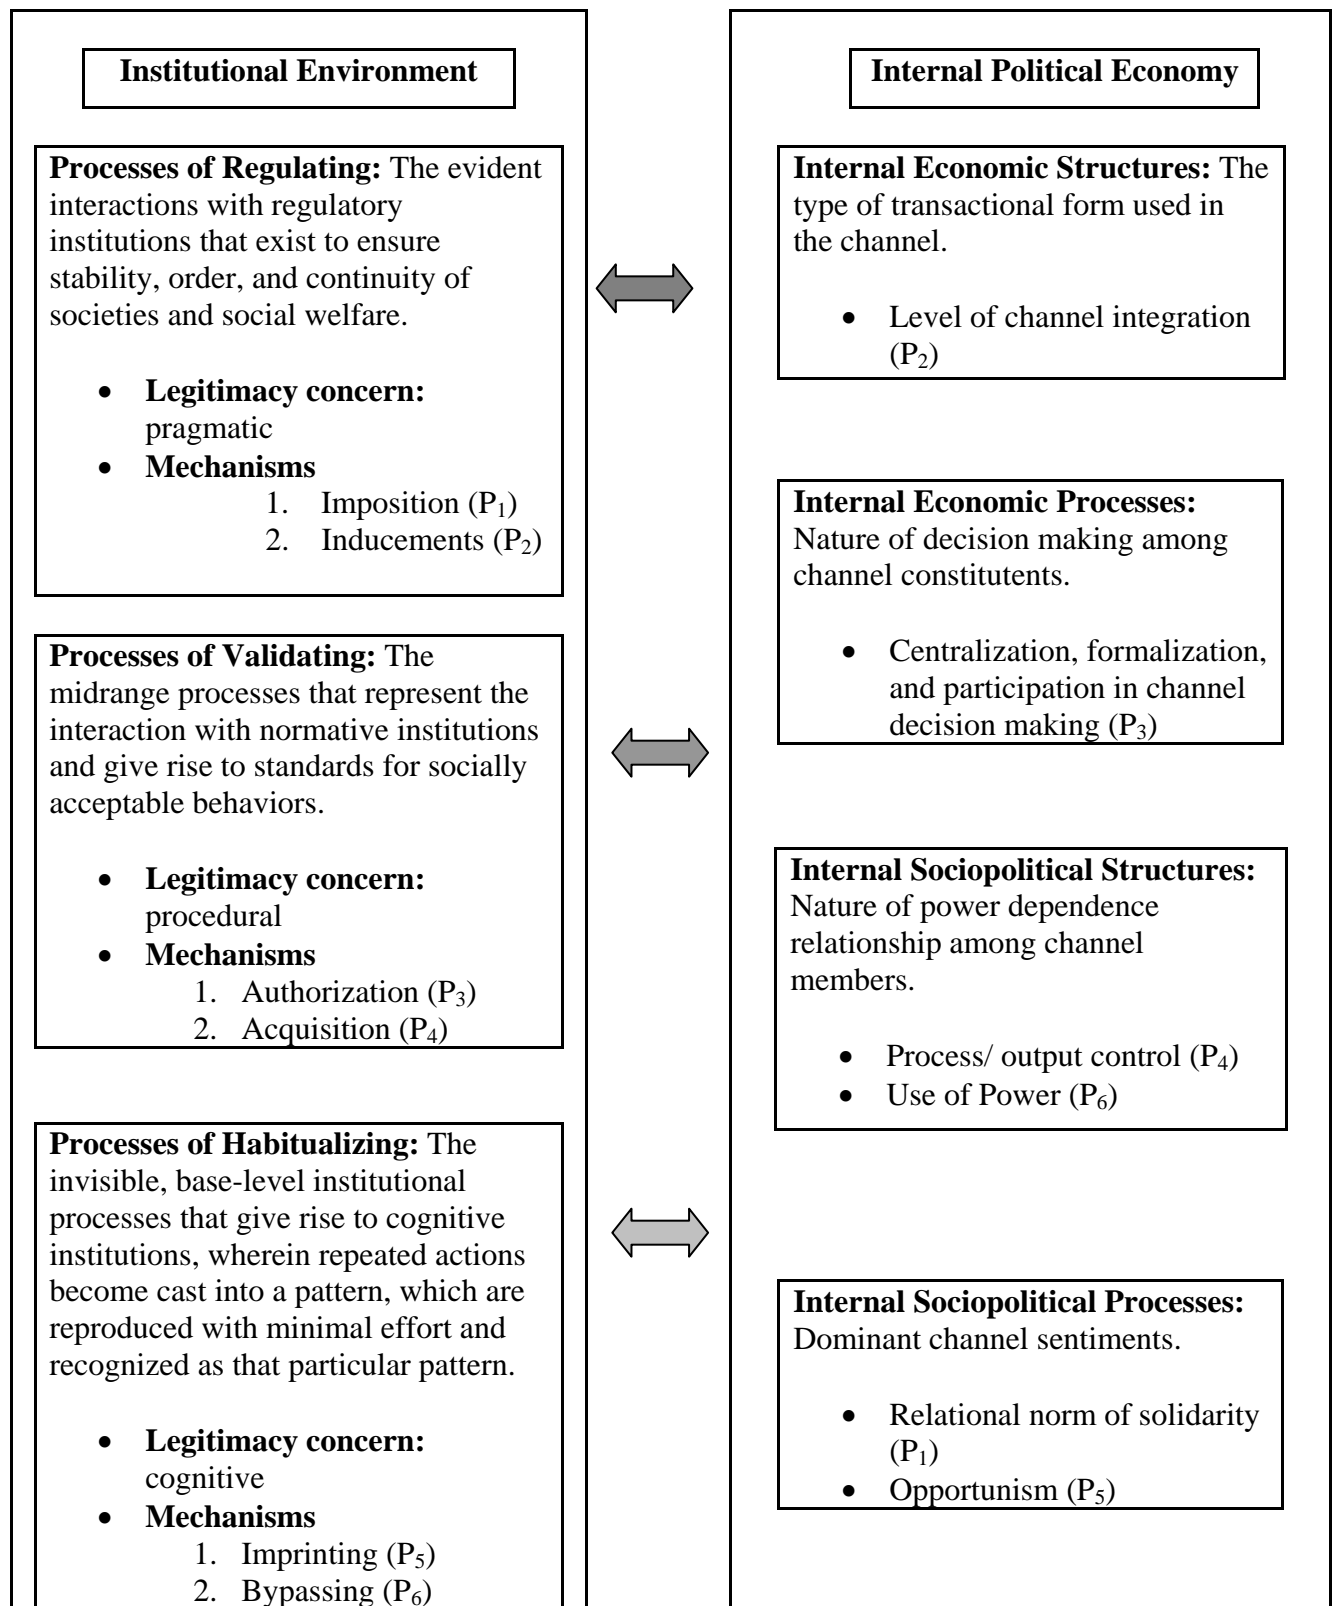 Institutional Environment
Processes of Regulating: The evident
interactions with regulatory
institutions that exist to ensure
stability, order, and continuity of
societies and social welfare.
• Legitimacy concern:
pragmatic
• Mechanisms
1. Imposition (P₁)
2. Inducements (P₂)
Processes of Validating: The
midrange processes that represent the
interaction with normative institutions
and give rise to standards for socially
acceptable behaviors.
• Legitimacy concern:
procedural
• Mechanisms
1. Authorization (P₃)
2. Acquisition (P₄)
Processes of Habitualizing: The
invisible, base-level institutional
processes that give rise to cognitive
institutions, wherein repeated actions
become cast into a pattern, which are
reproduced with minimal effort and
recognized as that particular pattern.
• Legitimacy concern:
cognitive
• Mechanisms
1. Imprinting (P₅)
2. Bypassing (P₆)
Internal Political Economy
Internal Economic Structures: The
type of transactional form used in
the channel.
• Level of channel integration
(P₂)
Internal Economic Processes:
Nature of decision making among
channel constitutents.
• Centralization, formalization,
and participation in channel
decision making (P₃)
Internal Sociopolitical Structures:
Nature of power dependence
relationship among channel
members.
• Process/ output control (P₄)
• Use of Power (P₆)
Internal Sociopolitical Processes:
Dominant channel sentiments.
• Relational norm of solidarity
(P₁)
• Opportunism (P₅)